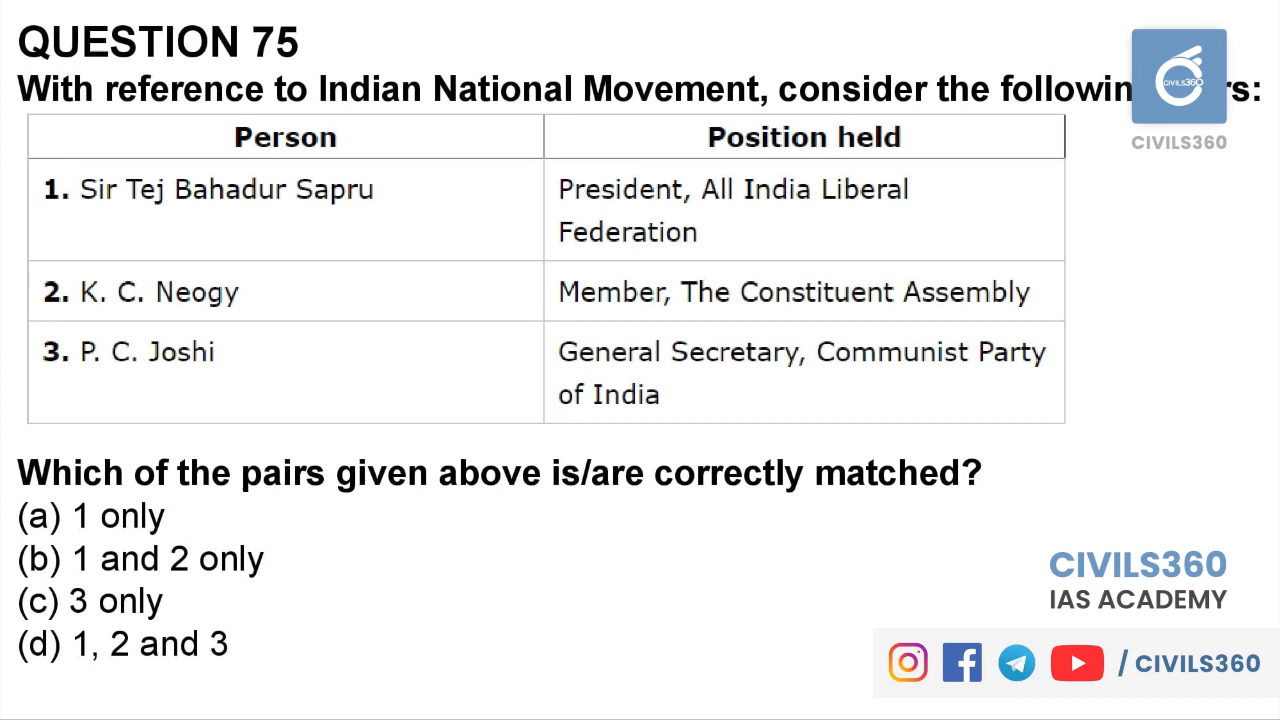 QUESTION 75
With reference to Indian National Movement, consider the following rs:
CIVILS360
CIVILS360
Person
Position held
1. Sir Tej Bahadur Sapru
President, All India Liberal
Federation
2. K. C. Neogy
Member, The Constituent Assembly
3. P. C. Joshi
General Secretary, Communist Party
of India
Which of the pairs given above is/are correctly matched?
(a) 1 only
(b) 1 and 2 only
(c) 3 only
(d) 1, 2 and 3
CIVILS360
IAS ACADEMY
/ CIVILS360